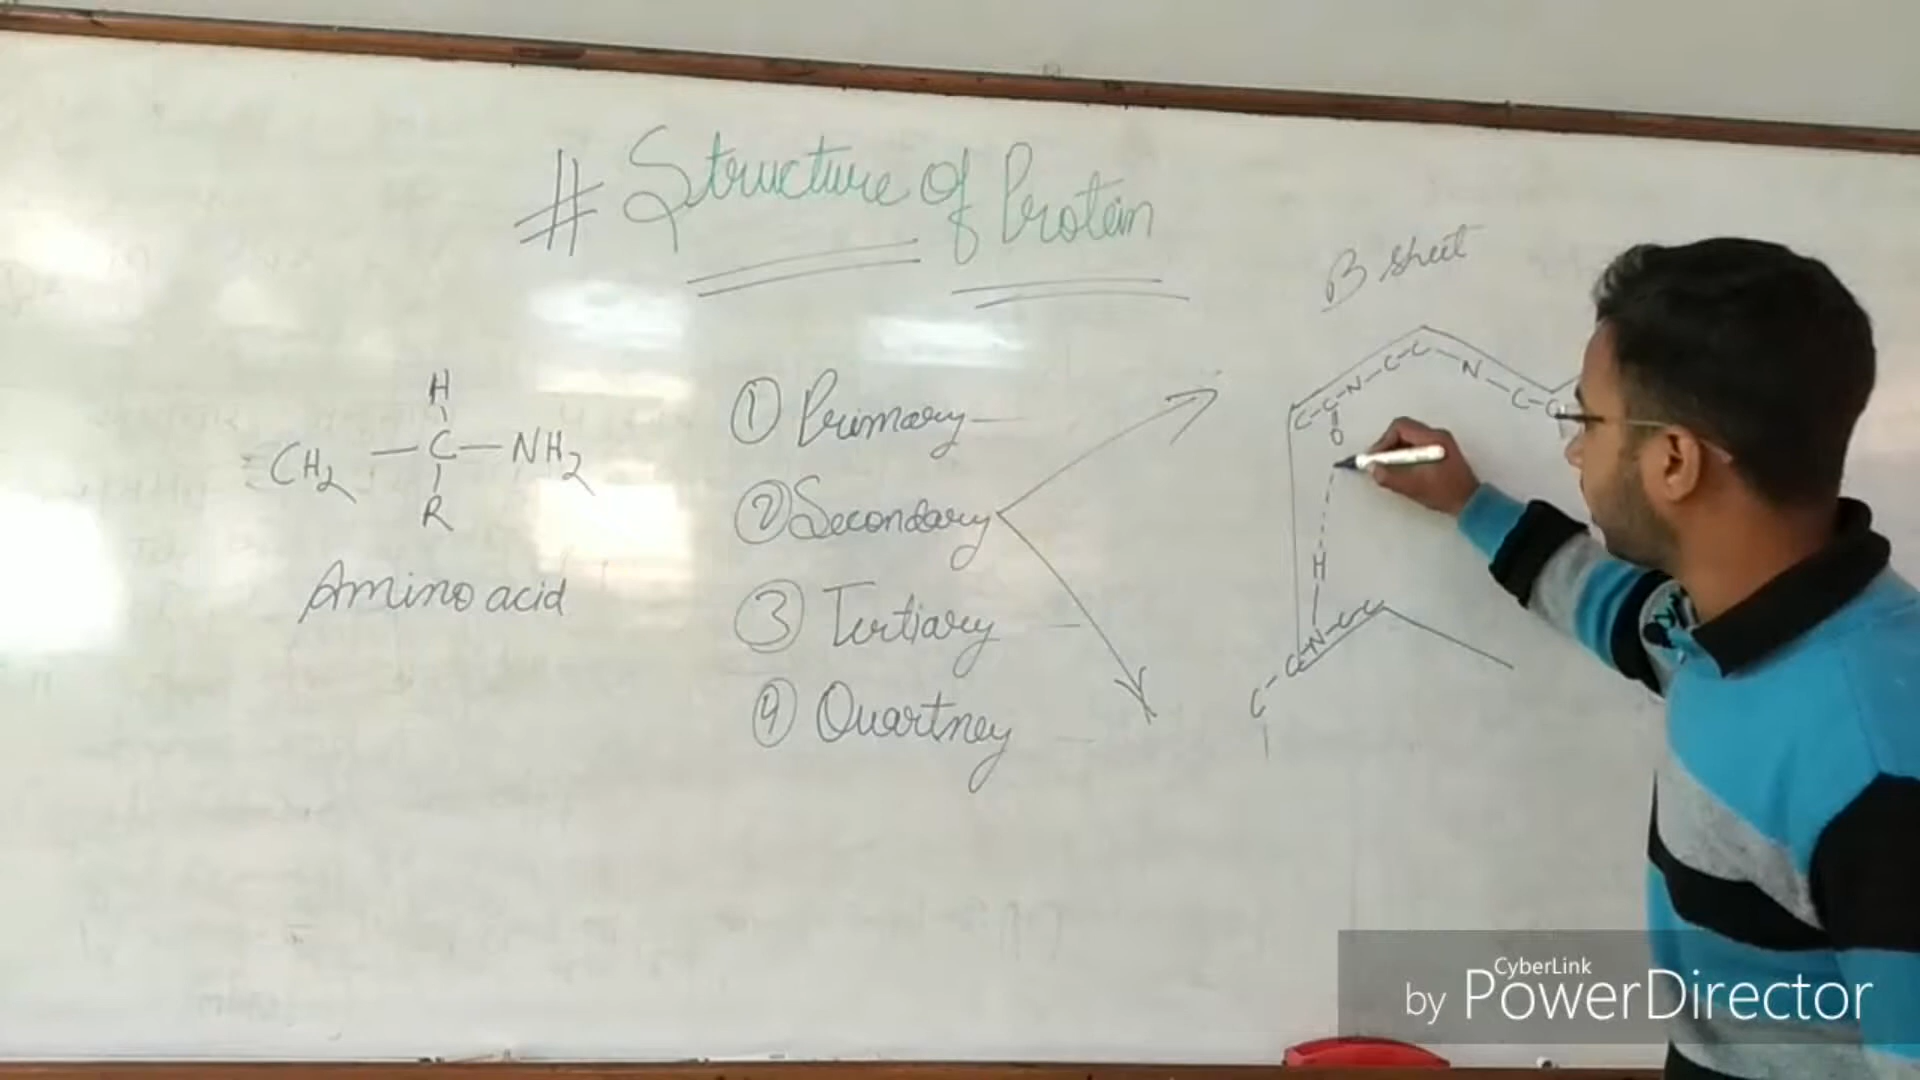 # Structure of Protein
B sheet
H
CH2 — C — NH2
R
Amino acid
① Primary
② Secondary
③ Tertiary
④ Quartney
C-C-N-C-C-N-C-C
O
H
C-C-N-C-C
CyberLink
by PowerDirector